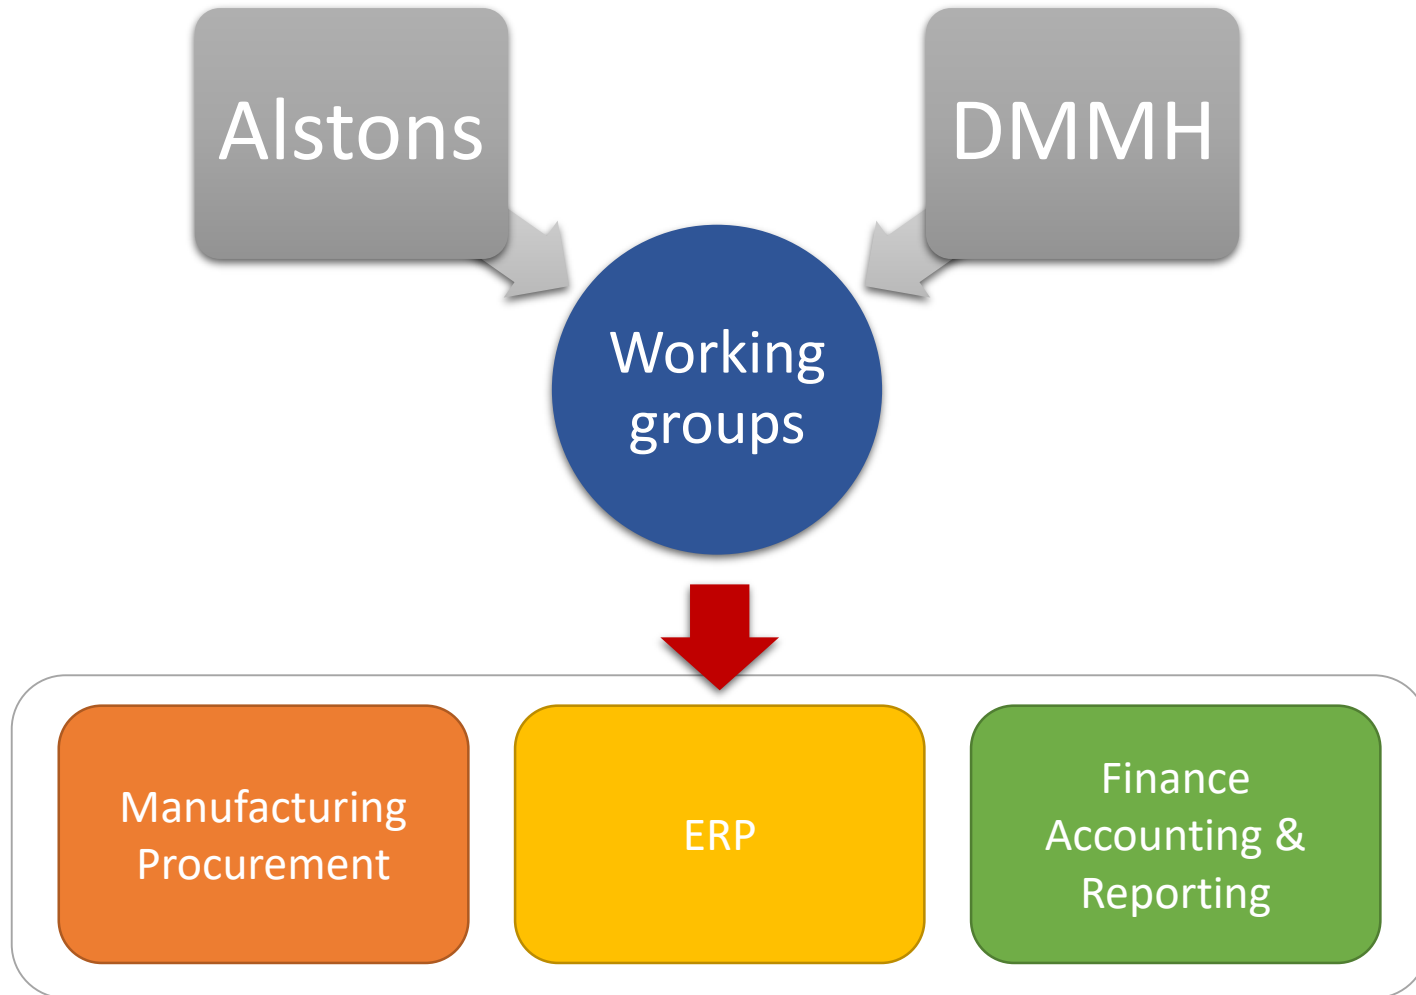 Alstons
DMMH
Working
groups
Manufacturing
Procurement
ERP
Finance
Accounting &
Reporting